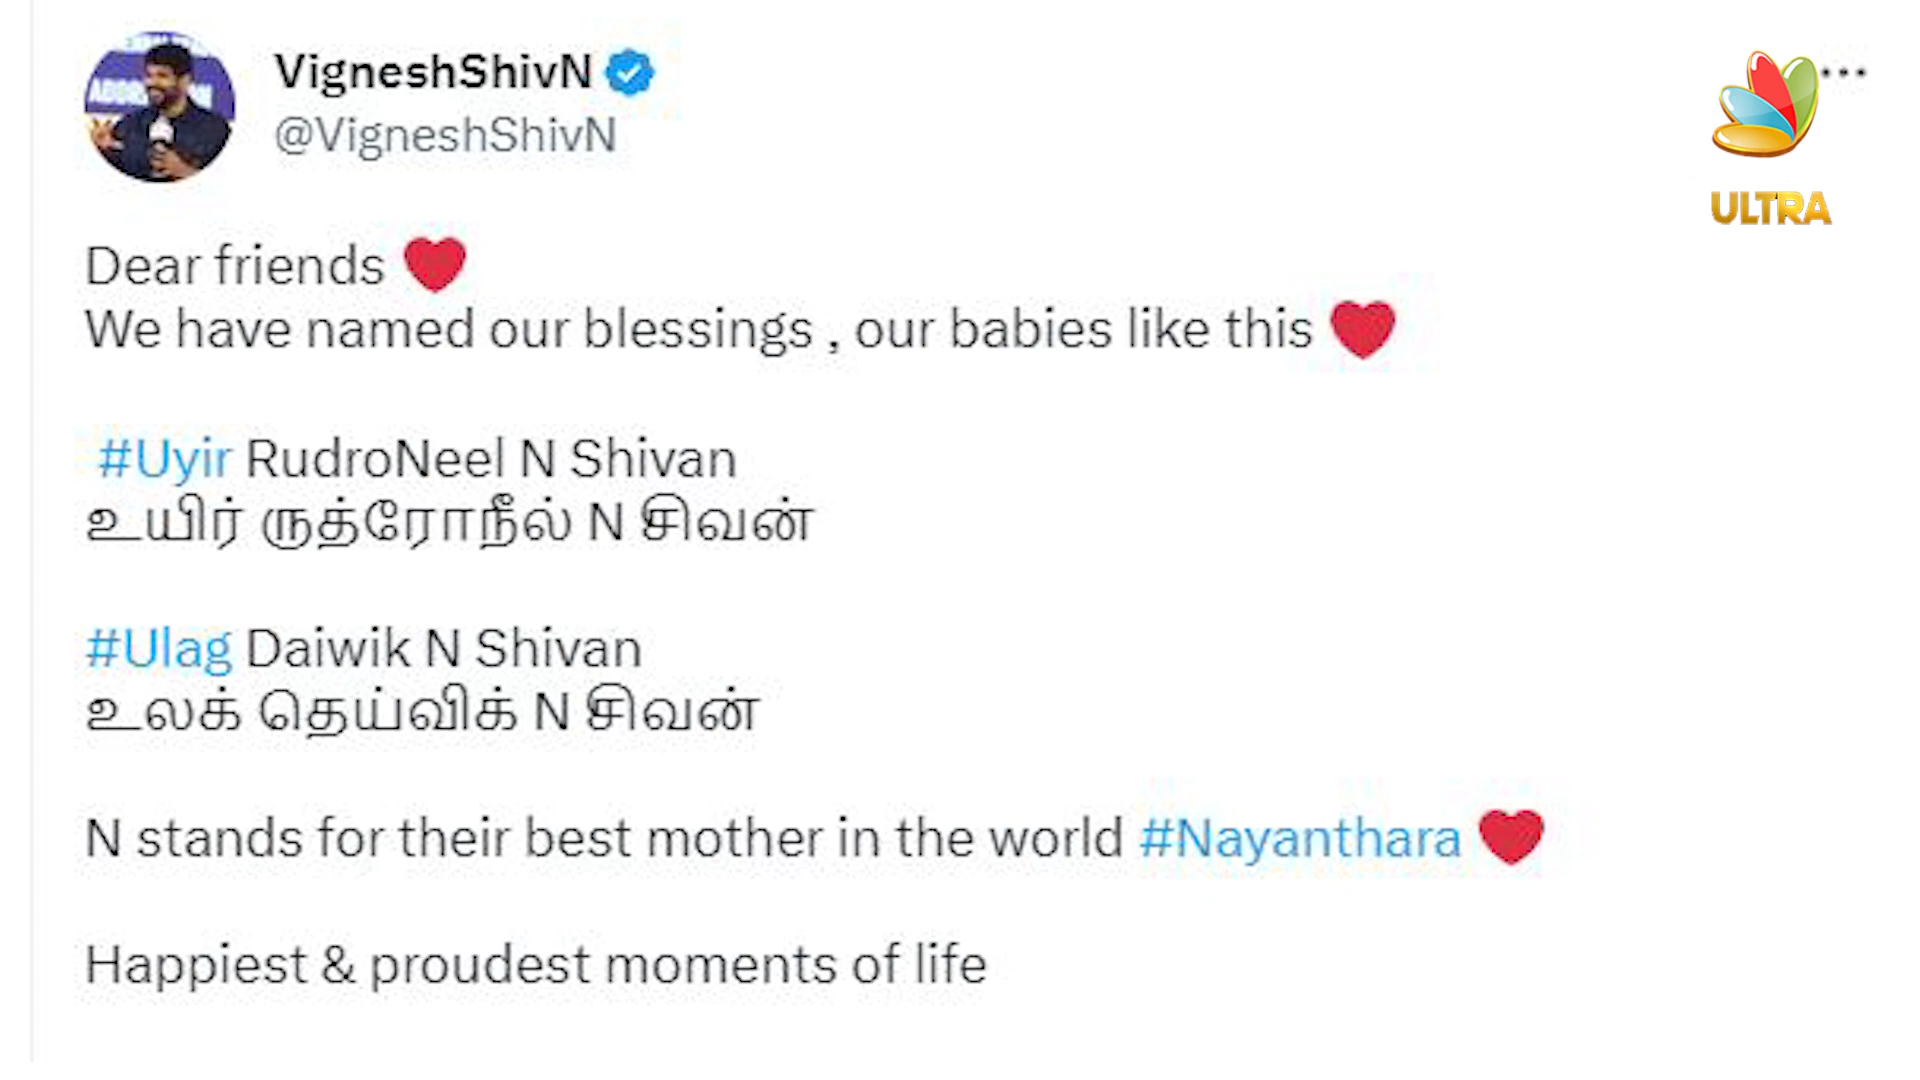 VigneshShivN
@VigneshShivN
ULTRA
Dear friends ❤️
We have named our blessings , our babies like this ❤️
#Uyir RudroNeel N Shivan
உயிர் ருத்ரோநீல் N சிவன்
#Ulag Daiwik N Shivan
உலக் தெய்விக் N சிவன்
N stands for their best mother in the world #Nayanthara ❤️
Happiest & proudest moments of life